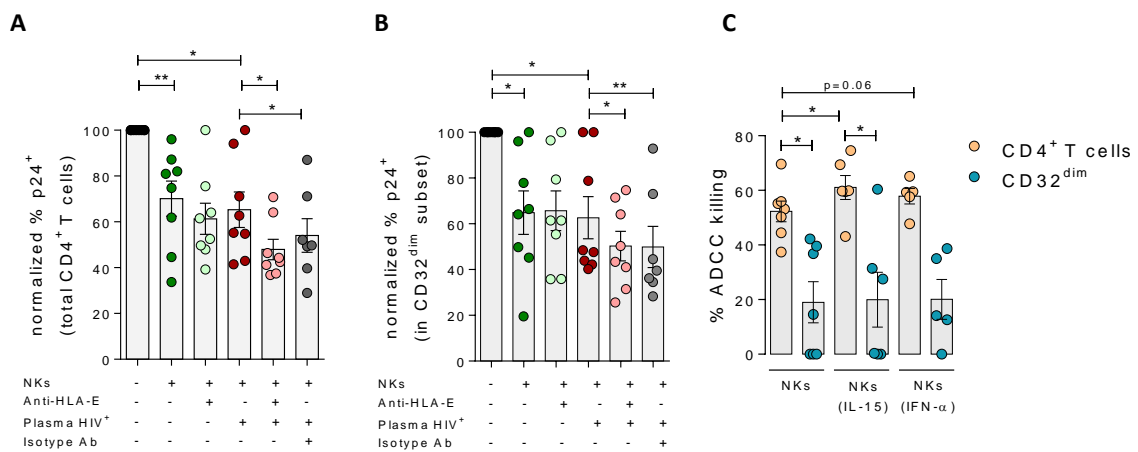 A
normalized % p24+
(total CD4+ T cells)
100
80
60
40
20
0
**
*
*
*
NKs - + + + + +
Anti-HLA-E - - + - + -
Plasma HIV+ - - - + + +
Isotype Ab - - - - - +
B
normalized % p24+
(in CD32dim subset)
100
80
60
40
20
0
*
*
**
*
NKs - + + + + +
Anti-HLA-E - - + - + -
Plasma HIV+ - - - + + +
Isotype Ab - - - - - +
C
% ADCC killing
80
60
40
20
0
p=0.06
*
*
*
NKs
NKs
(IL-15)
NKs
(IFN-α)
CD4+ T cells
CD32dim